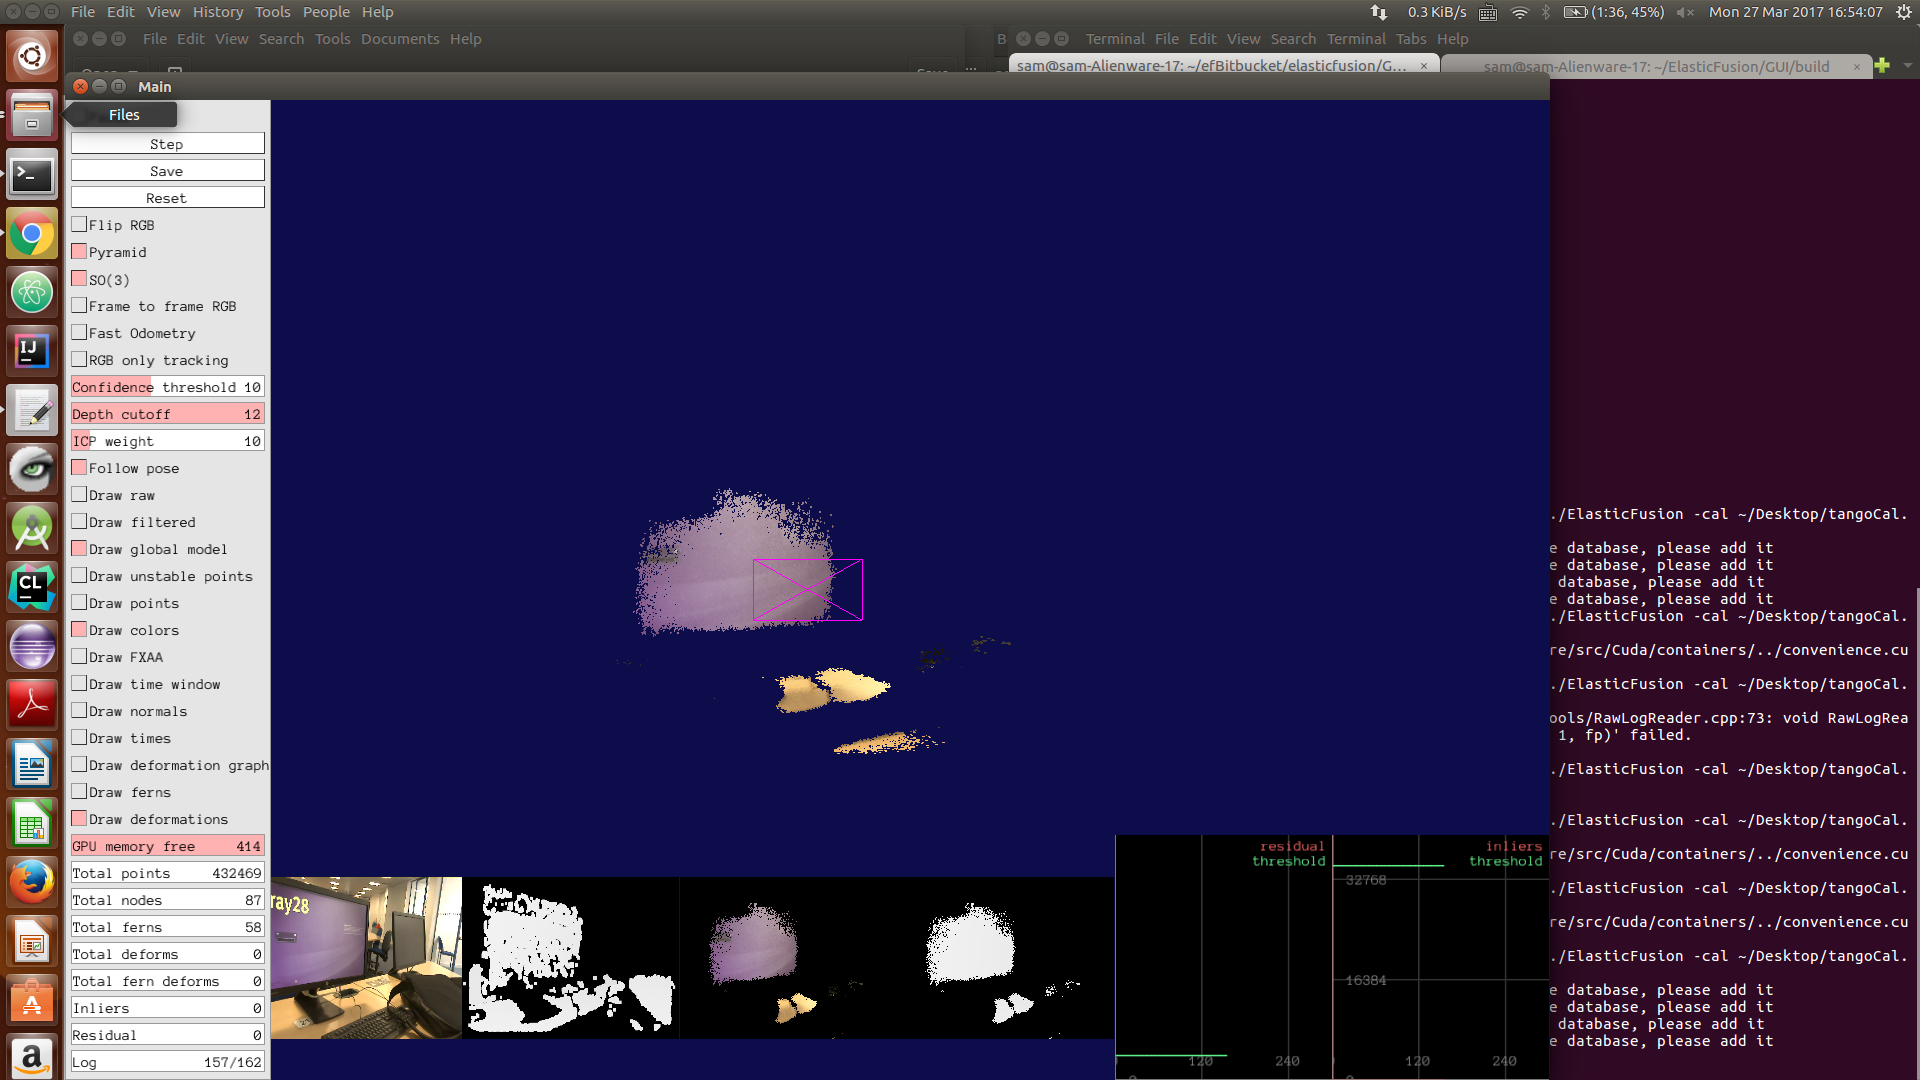 File Edit View History Tools People Help
0.3 KiB/s
(1:36, 45%)
Mon 27 Mar 2017 16:54:07
File Edit View Search Tools Documents Help
Terminal File Edit View Search Terminal Tabs Help
sam@sam-Alienware-17: ~/efBitbucket/elasticfusion/G...
sam@sam-Alienware-17: ~/ElasticFusion/GUI/build
Main
Files
Step
Save
Reset
Flip RGB
Pyramid
SO(3)
Frame to frame RGB
Fast Odometry
RGB only tracking
Confidence threshold 10
Depth cutoff 12
ICP weight 10
Follow pose
Draw raw
Draw filtered
Draw global model
Draw unstable points
Draw points
Draw colors
Draw FXAA
Draw time window
Draw normals
Draw times
Draw deformation graph
Draw ferns
Draw deformations
GPU memory free 414
Total points 432469
Total nodes 87
Total ferns 58
Total deforms 0
Total fern deforms 0
Inliers 0
Residual 0
Log 157/162
ray28
residual
threshold
120 240
inliers
threshold
32768
16384
120 240
./ElasticFusion -cal ~/Desktop/tangoCal.
e database, please add it
e database, please add it
database, please add it
e database, please add it
./ElasticFusion -cal ~/Desktop/tangoCal.
re/src/Cuda/containers/../convenience.cu
./ElasticFusion -cal ~/Desktop/tangoCal.
ools/RawLogReader.cpp:73: void RawLogRea
1, fp)' failed.
./ElasticFusion -cal ~/Desktop/tangoCal.
./ElasticFusion -cal ~/Desktop/tangoCal.
re/src/Cuda/containers/../convenience.cu
./ElasticFusion -cal ~/Desktop/tangoCal.
re/src/Cuda/containers/../convenience.cu
./ElasticFusion -cal ~/Desktop/tangoCal.
e database, please add it
e database, please add it
database, please add it
e database, please add it